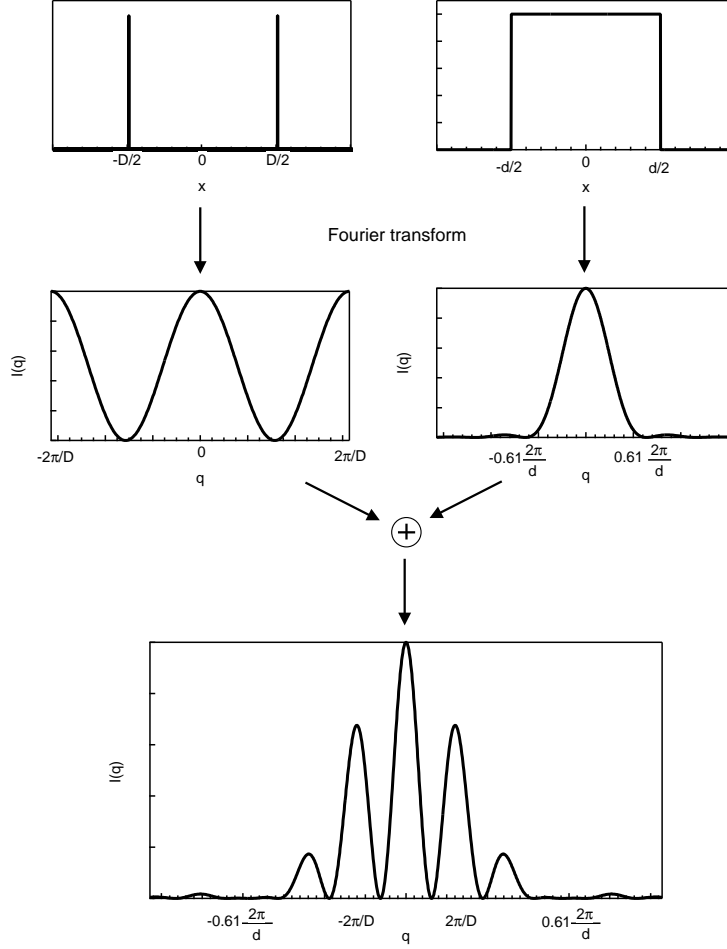 -D/2 0 D/2
x
-d/2 0 d/2
x
Fourier transform
I(q)
-2π/D 0 2π/D
q
I(q)
-0.61 2π/d 0.61 2π/d
q
+
I(q)
-0.61 2π/d -2π/D 2π/D 0.61 2π/d
q